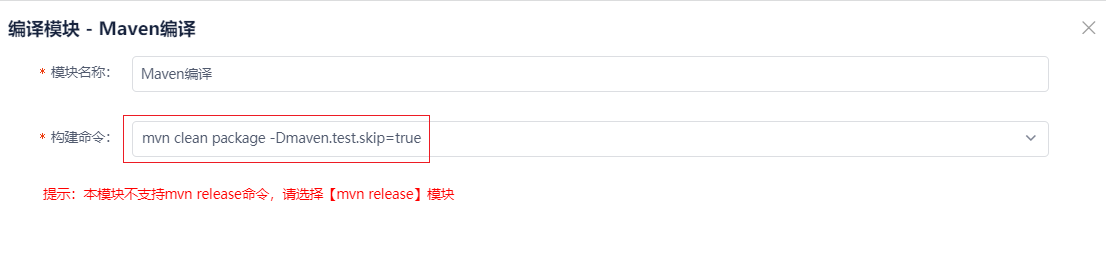 编译模块 - Maven编译
* 模块名称：
Maven编译
* 构建命令：
mvn clean package -Dmaven.test.skip=true
提示：本模块不支持mvn release命令，请选择【mvn release】模块